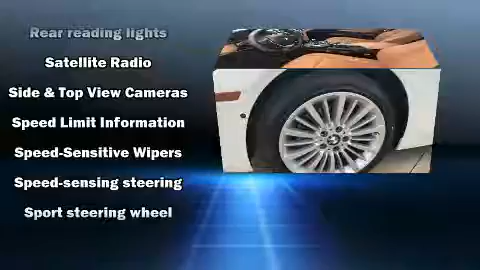 Rear reading lights
Satellite Radio
Side & Top View Cameras
Speed Limit Information
Speed-Sensitive Wipers
Speed-sensing steering
Sport steering wheel